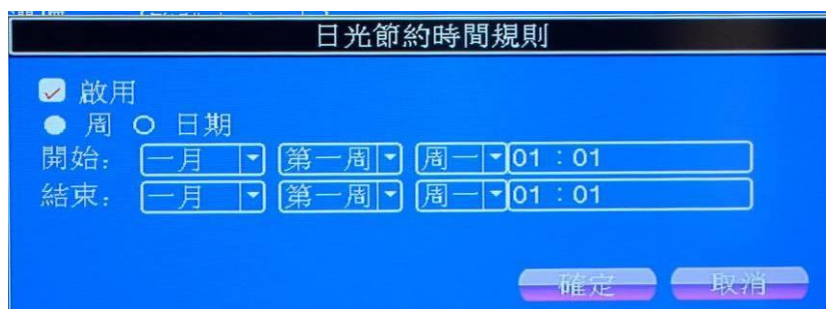 日光節約時間規則
啟用
周 日期
開始: 一月 第一周 周一 01 : 01
結束: 一月 第一周 周一 01 : 01
確定 取消